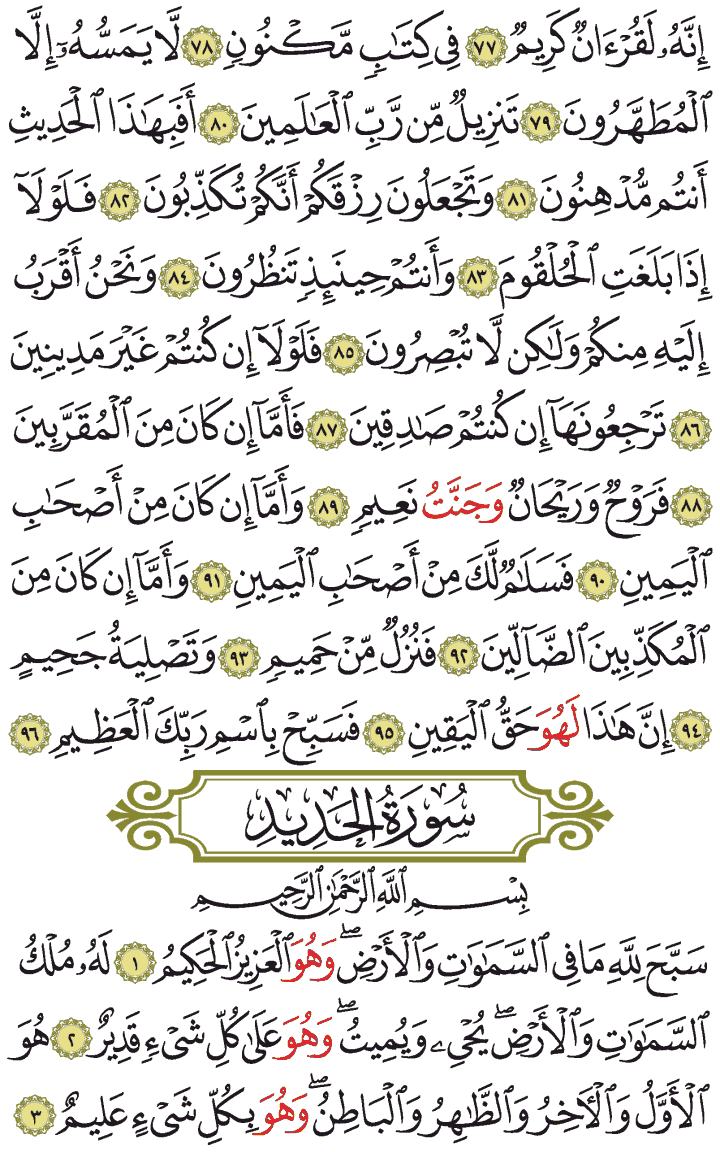 إِنَّهُۥ لَقُرْءَانٌ كَرِيمٌ ٧٧ فِى كِتَٰبٍ مَّكْنُونٍ ٧٨ لَّا يَمَسُّهُۥٓ إِلَّا
ٱلْمُطَهَّرُونَ ٧٩ تَنزِيلٌ مِّن رَّبِّ ٱلْعَٰلَمِينَ ٨٠ أَفَبِهَٰذَا ٱلْحَدِيثِ
أَنتُم مُّدْهِنُونَ ٨١ وَتَجْعَلُونَ رِزْقَكُمْ أَنَّكُمْ تُكَذِّبُونَ ٨٢ فَلَوْلَآ
إِذَا بَلَغَتِ ٱلْحُلْقُومَ ٨٣ وَأَنتُمْ حِينَئِذٍ تَنظُرُونَ ٨٤ وَنَحْنُ أَقْرَبُ
إِلَيْهِ مِنكُمْ وَلَٰكِن لَّا تُبْصِرُونَ ٨٥ فَلَوْلَآ إِن كُنتُمْ غَيْرَ مَدِينِينَ
٨٦ تَرْجِعُونَهَآ إِن كُنتُمْ صَٰدِقِينَ ٨٧ فَأَمَّآ إِن كَانَ مِنَ ٱلْمُقَرَّبِينَ
٨٨ فَرَوْحٌ وَرَيْحَانٌ وَجَنَّتُ نَعِيمٍ ٨٩ وَأَمَّآ إِن كَانَ مِنْ أَصْحَٰبِ
ٱلْيَمِينِ ٩٠ فَسَلَٰمٌ لَّكَ مِنْ أَصْحَٰبِ ٱلْيَمِينِ ٩١ وَأَمَّآ إِن كَانَ مِنَ
ٱلْمُكَذِّبِينَ ٱلضَّآلِّينَ ٩٢ فَنُزُلٌ مِّنْ حَمِيمٍ ٩٣ وَتَصْلِيَةُ جَحِيمٍ
٩٤ إِنَّ هَٰذَا لَهُوَ حَقُّ ٱلْيَقِينِ ٩٥ فَسَبِّحْ بِٱسْمِ رَبِّكَ ٱلْعَظِيمِ ٩٦
سُورَةُ الحَدِيدِ
بِسْمِ ٱللَّهِ ٱلرَّحْمَٰنِ ٱلرَّحِيمِ
سَبَّحَ لِلَّهِ مَا فِى ٱلسَّمَٰوَٰتِ وَٱلْأَرْضِ ۖ وَهُوَ ٱلْعَزِيزُ ٱلْحَكِيمُ ١ لَهُۥ مُلْكُ
ٱلسَّمَٰوَٰتِ وَٱلْأَرْضِ ۖ يُحْىِۦ وَيُمِيتُ ۖ وَهُوَ عَلَىٰ كُلِّ شَىْءٍ قَدِيرٌ ٢ هُوَ
ٱلْأَوَّلُ وَٱلْءَاخِرُ وَٱلظَّٰهِرُ وَٱلْبَاطِنُ ۖ وَهُوَ بِكُلِّ شَىْءٍ عَلِيمٌ ٣